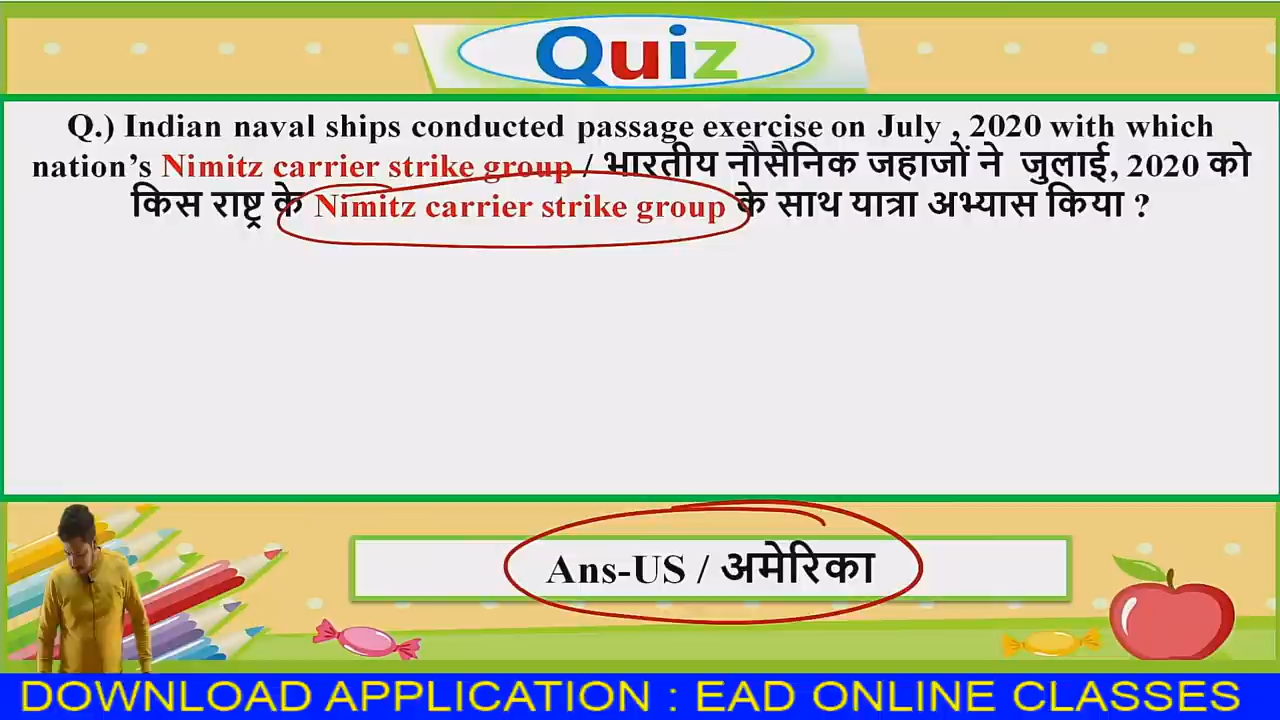 Quiz
Q.) Indian naval ships conducted passage exercise on July , 2020 with which
nation’s Nimitz carrier strike group / भारतीय नौसैनिक जहाजों ने जुलाई, 2020 को
किस राष्ट्र के Nimitz carrier strike group के साथ यात्रा अभ्यास किया ?
Ans-US / अमेरिका
DOWNLOAD APPLICATION : EAD ONLINE CLASSES